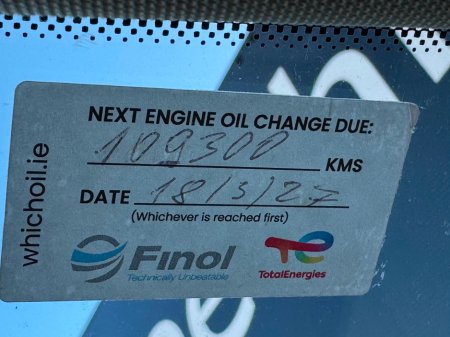 NEXT ENGINE OIL CHANGE DUE:
109300 KMS
DATE 18/3/27
(Whichever is reached first)
whichoil.ie
Finol
Technically Unbeatable
TotalEnergies